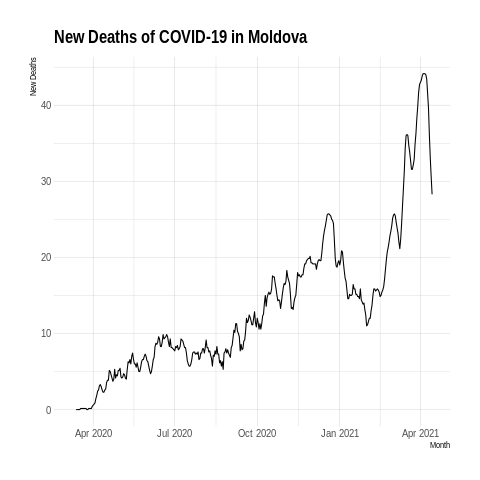 New Deaths of COVID-19 in Moldova
New Deaths
40
30
20
10
0
Apr 2020 Jul 2020 Oct 2020 Jan 2021 Apr 2021
Month